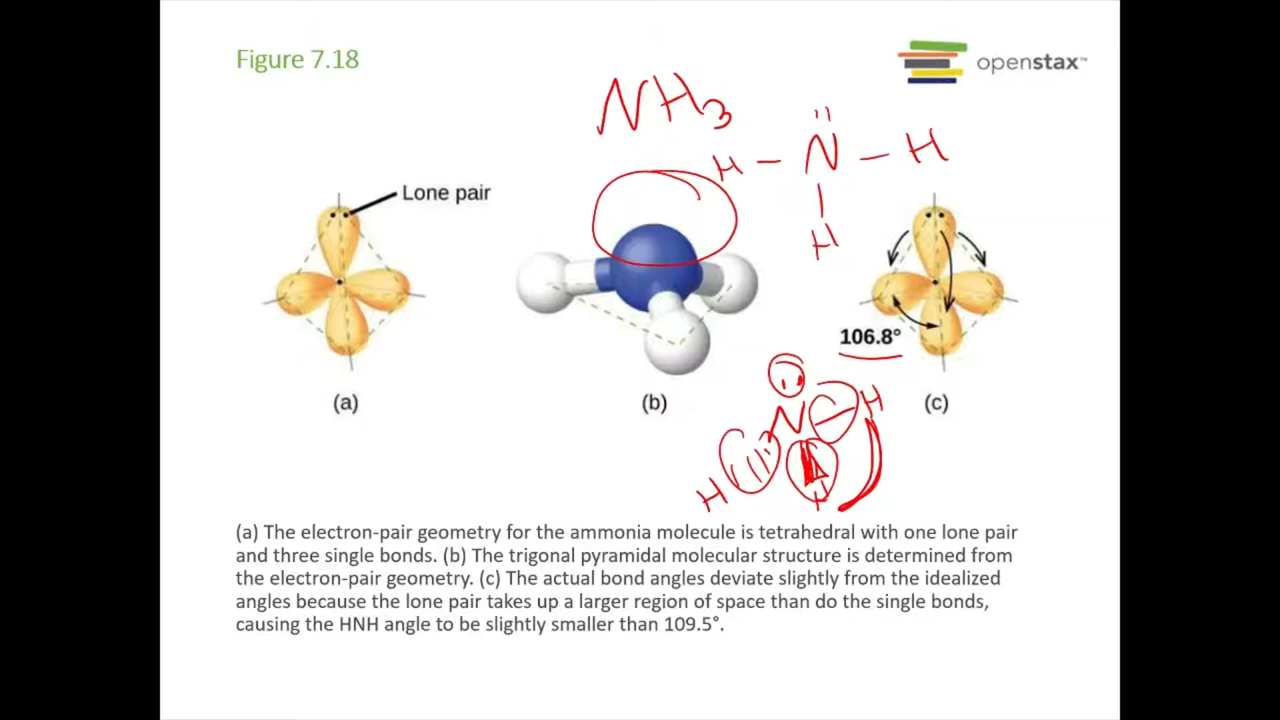 Figure 7.18
openstax™
NH3
H – N – H
H
Lone pair
106.8°
N
H
H
H
(a)
(b)
(c)
(a) The electron-pair geometry for the ammonia molecule is tetrahedral with one lone pair
and three single bonds. (b) The trigonal pyramidal molecular structure is determined from
the electron-pair geometry. (c) The actual bond angles deviate slightly from the idealized
angles because the lone pair takes up a larger region of space than do the single bonds,
causing the HNH angle to be slightly smaller than 109.5°.